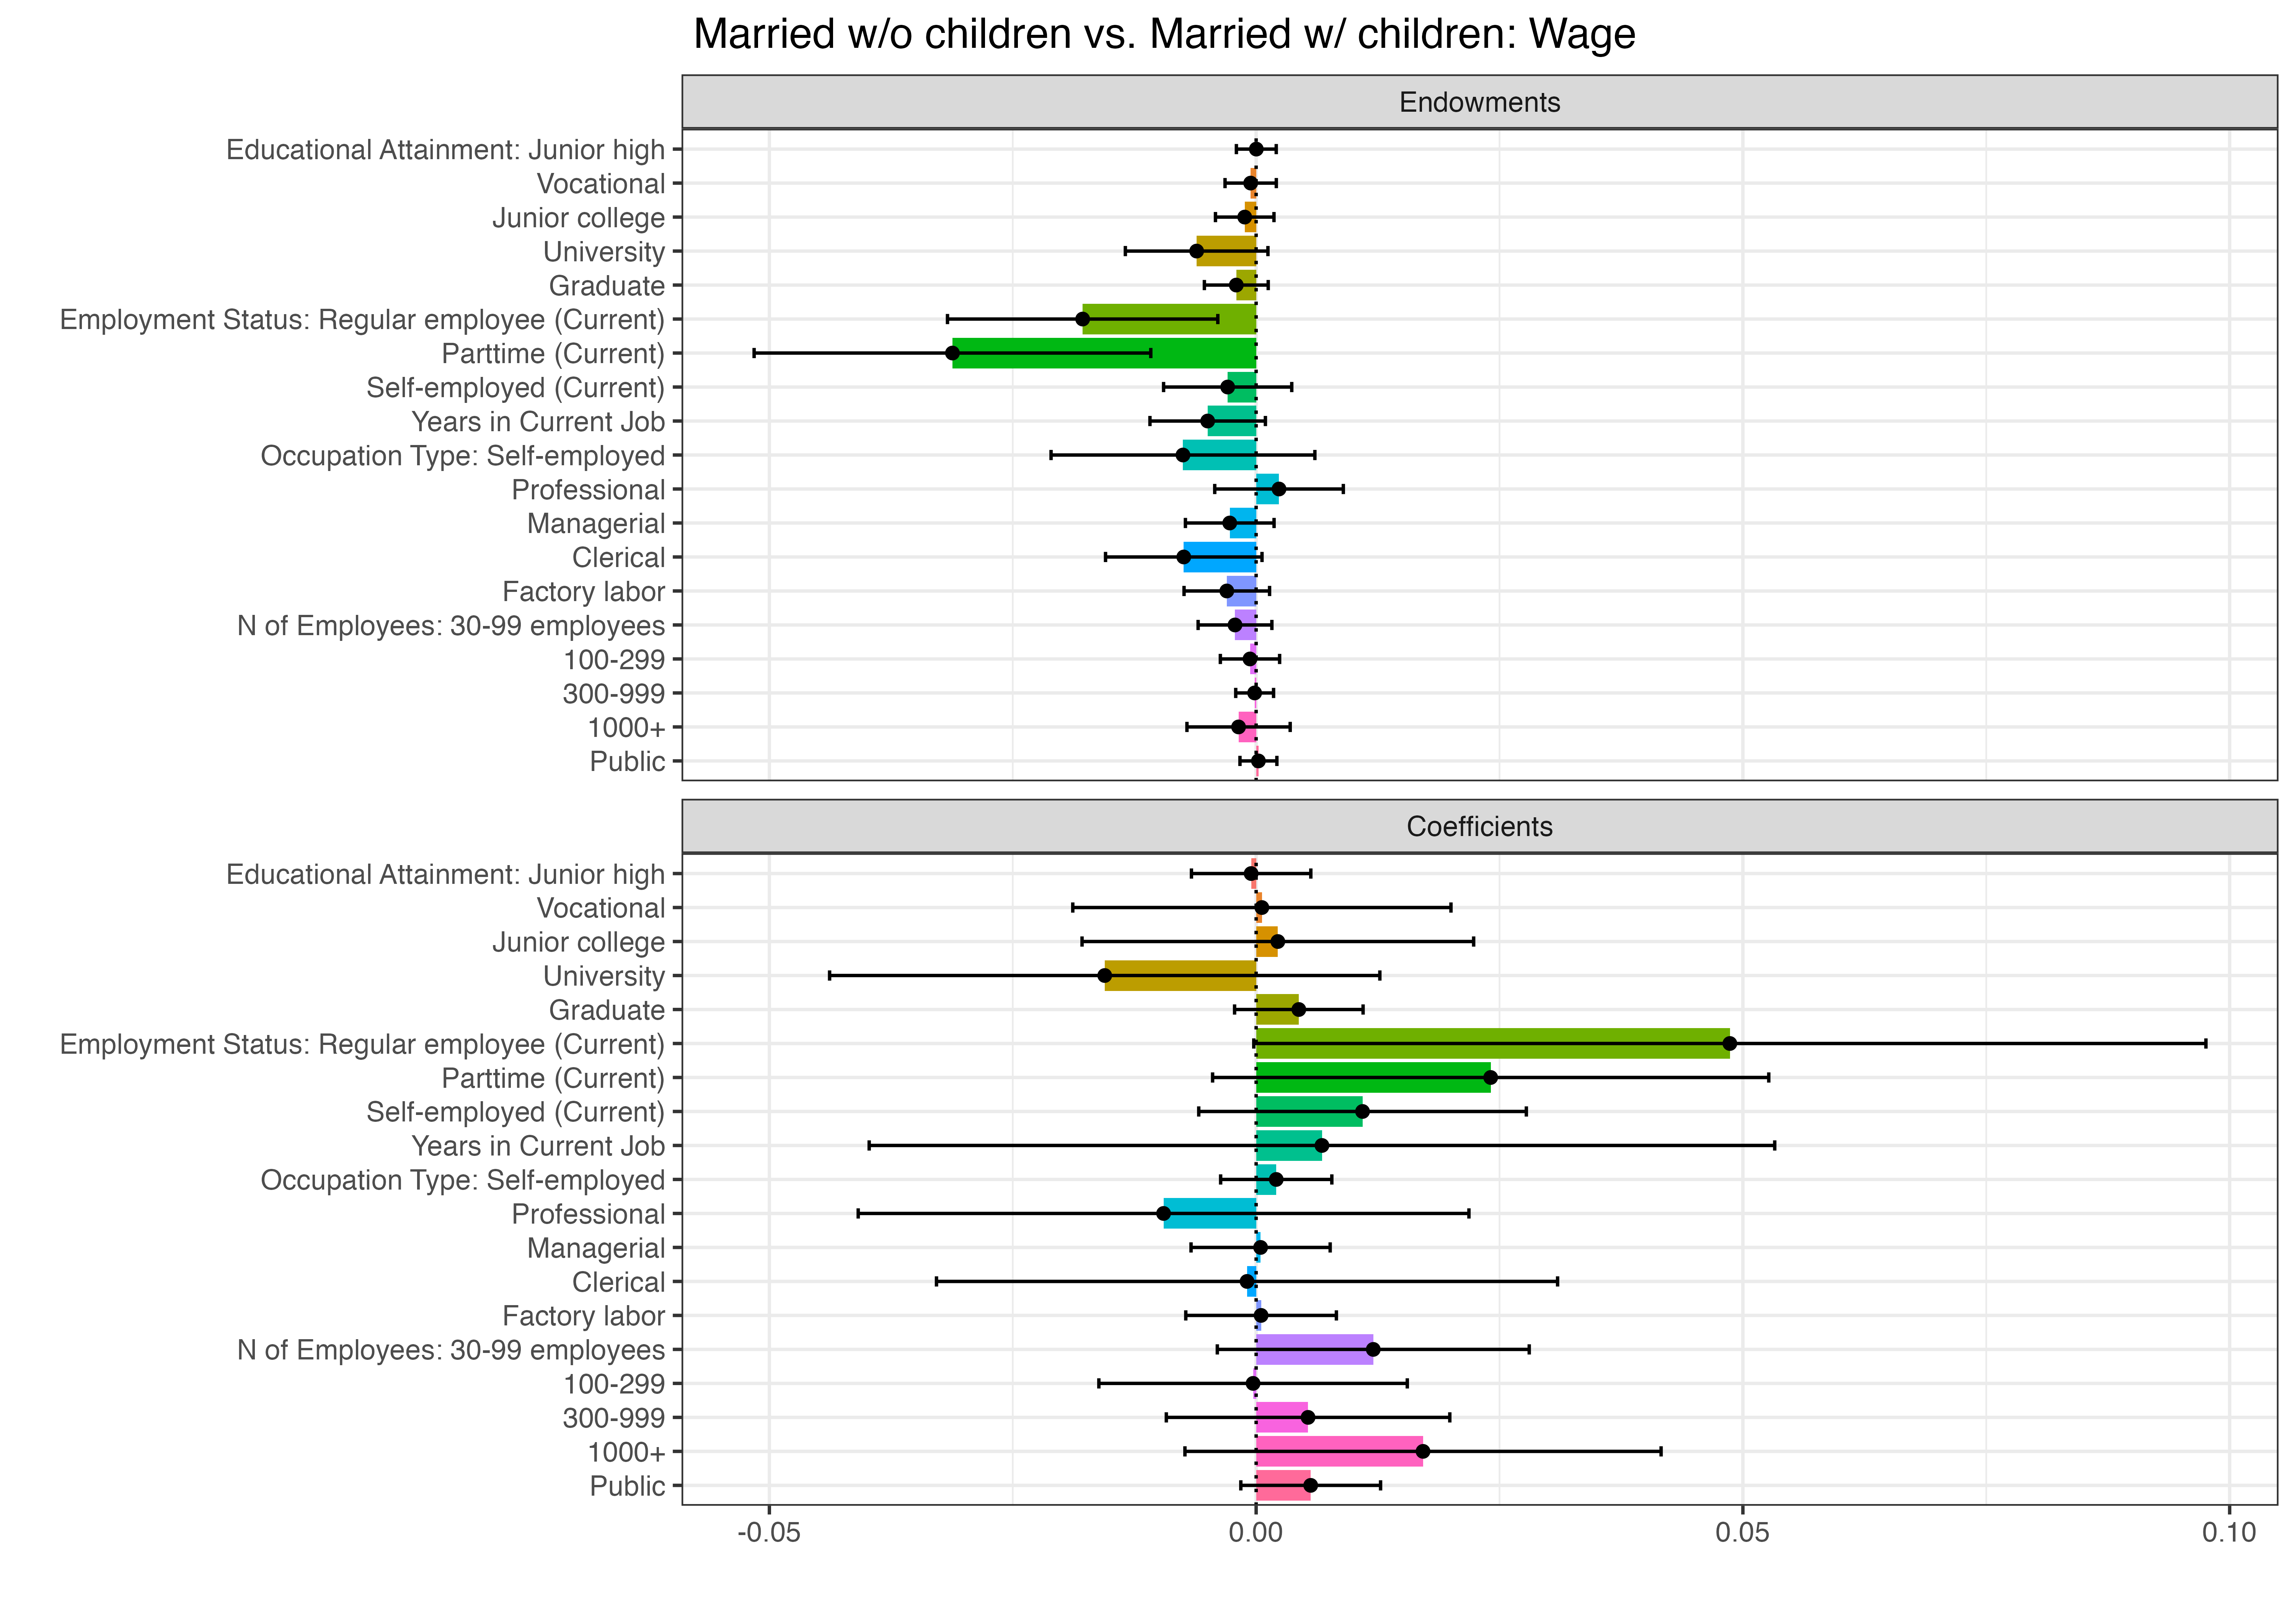 Married w/o children vs. Married w/ children: Wage
Endowments
Educational Attainment: Junior high
Vocational
Junior college
University
Graduate
Employment Status: Regular employee (Current)
Parttime (Current)
Self-employed (Current)
Years in Current Job
Occupation Type: Self-employed
Professional
Managerial
Clerical
Factory labor
N of Employees: 30-99 employees
100-299
300-999
1000+
Public
Coefficients
Educational Attainment: Junior high
Vocational
Junior college
University
Graduate
Employment Status: Regular employee (Current)
Parttime (Current)
Self-employed (Current)
Years in Current Job
Occupation Type: Self-employed
Professional
Managerial
Clerical
Factory labor
N of Employees: 30-99 employees
100-299
300-999
1000+
Public
-0.05 0.00 0.05 0.10